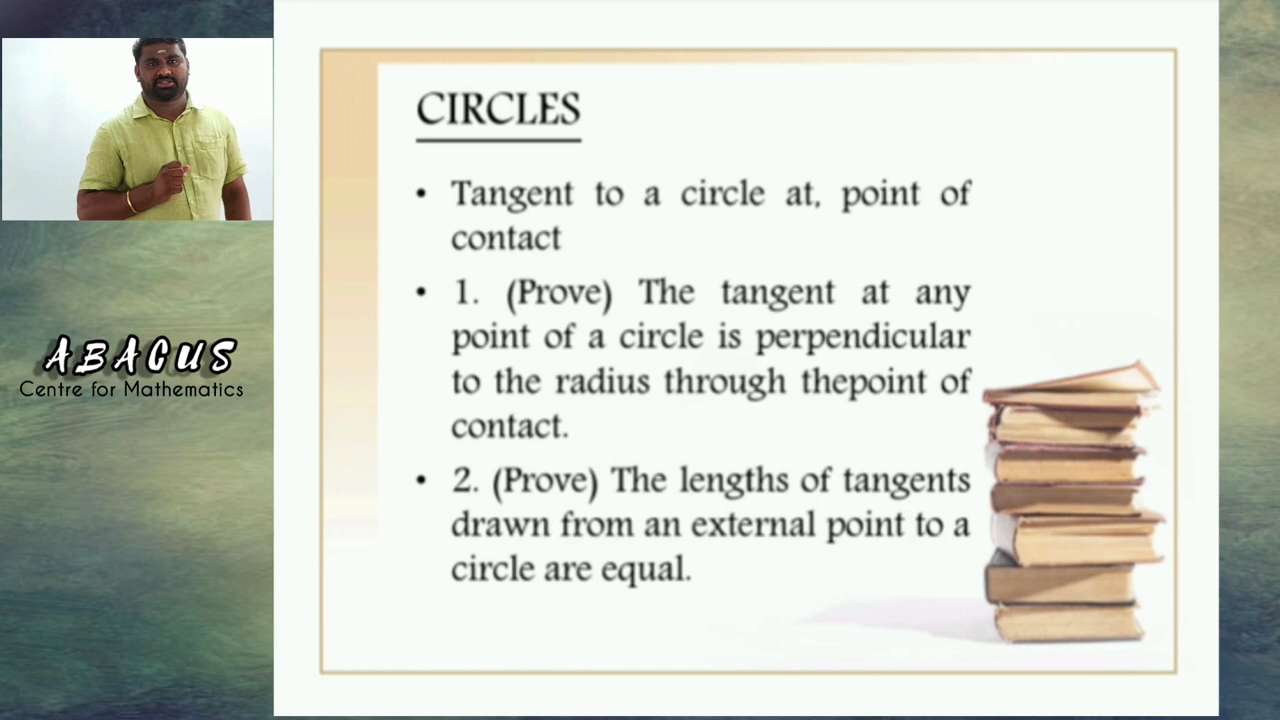 CIRCLES
• Tangent to a circle at, point of
contact
• 1. (Prove) The tangent at any
point of a circle is perpendicular
to the radius through thepoint of
contact.
• 2. (Prove) The lengths of tangents
drawn from an external point to a
circle are equal.
ABACUS
Centre for Mathematics